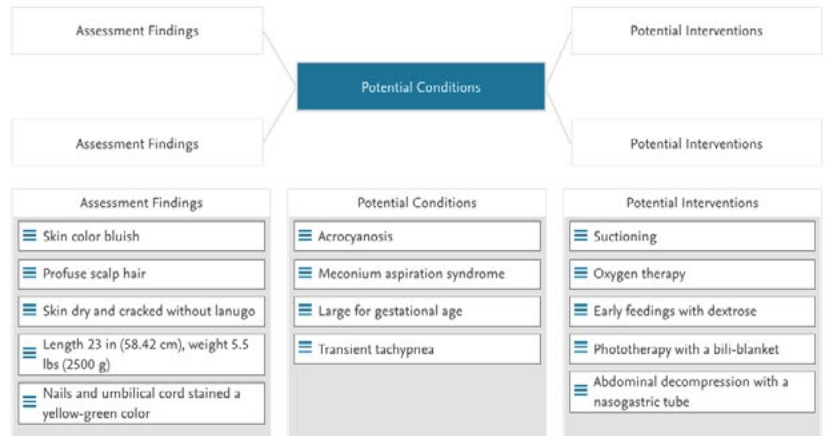 Assessment Findings
Potential Interventions
Potential Conditions
Assessment Findings
Potential Interventions
Assessment Findings
Skin color bluish
Profuse scalp hair
Skin dry and cracked without lanugo
Length 23 in (58.42 cm), weight 5.5
lbs (2500 g)
Nails and umbilical cord stained a
yellow-green color
Potential Conditions
Acrocyanosis
Meconium aspiration syndrome
Large for gestational age
Transient tachypnea
Potential Interventions
Suctioning
Oxygen therapy
Early feedings with dextrose
Phototherapy with a bili-blanket
Abdominal decompression with a
nasogastric tube